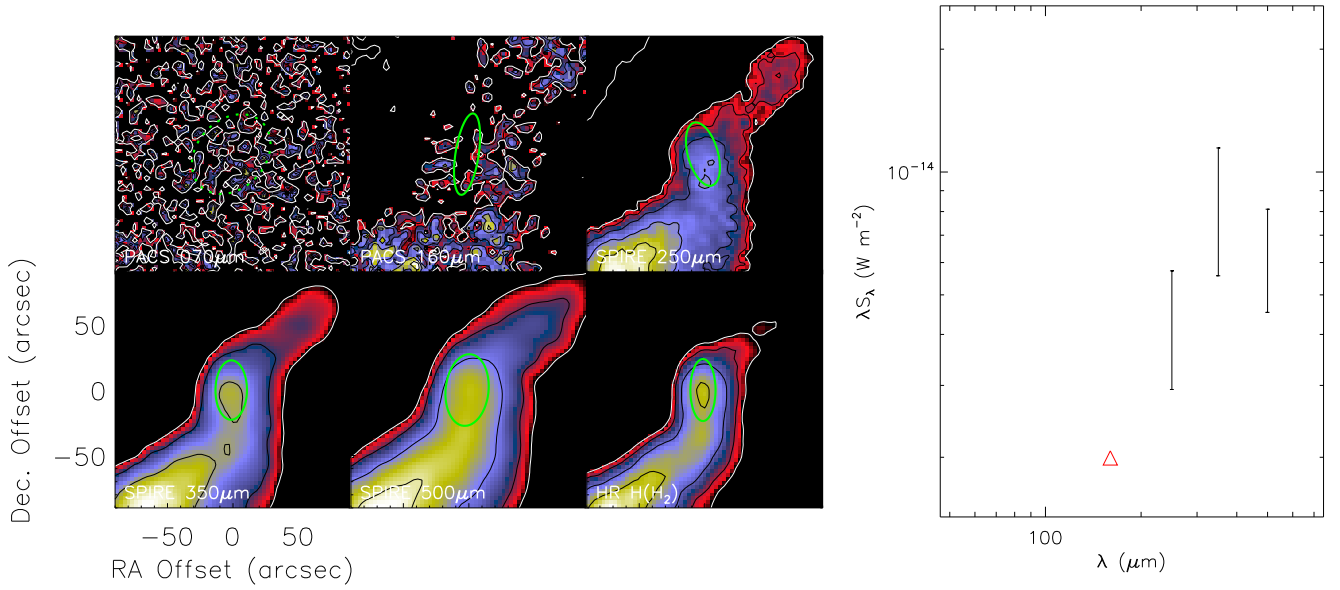 PACS 070μm
PACS 160μm
SPIRE 250μm
SPIRE 350μm
SPIRE 500μm
HR H(H₂)
50
0
−50
Dec. Offset (arcsec)
−50 0 50
RA Offset (arcsec)
10⁻¹⁴
λS_λ (W m⁻²)
100
λ (μm)